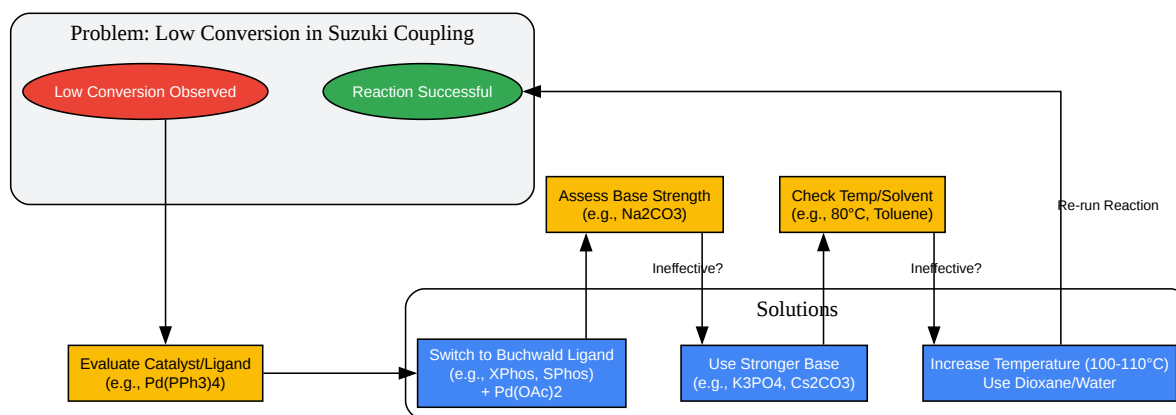 Problem: Low Conversion in Suzuki Coupling
Low Conversion Observed
Reaction Successful
Assess Base Strength
(e.g., Na2CO3)
Check Temp/Solvent
(e.g., 80°C, Toluene)
Re-run Reaction
Ineffective?
Ineffective?
Solutions
Evaluate Catalyst/Ligand
(e.g., Pd(PPh3)4)
Switch to Buchwald Ligand
(e.g., XPhos, SPhos)
+ Pd(OAc)2
Use Stronger Base
(e.g., K3PO4, Cs2CO3)
Increase Temperature (100-110°C)
Use Dioxane/Water